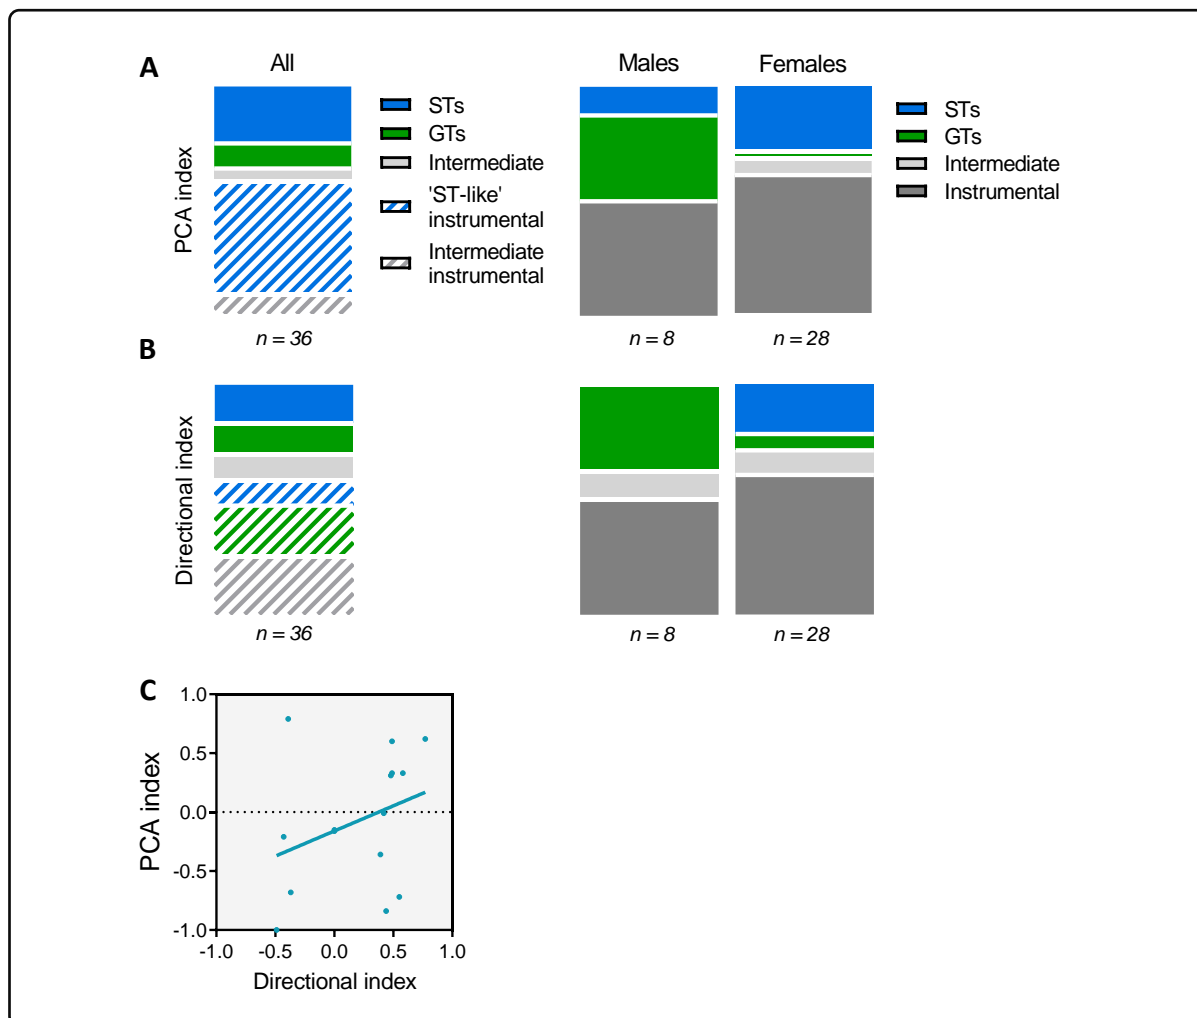 A
All
Males
Females
PCA index
STs
GTs
Intermediate
'ST-like'
instrumental
Intermediate
instrumental
STs
GTs
Intermediate
Instrumental
n = 36
n = 8
n = 28
B
Directional index
n = 36
n = 8
n = 28
C
PCA index
1.0
0.5
0.0
-0.5
-1.0
-1.0
-0.5
0.0
0.5
1.0
Directional index